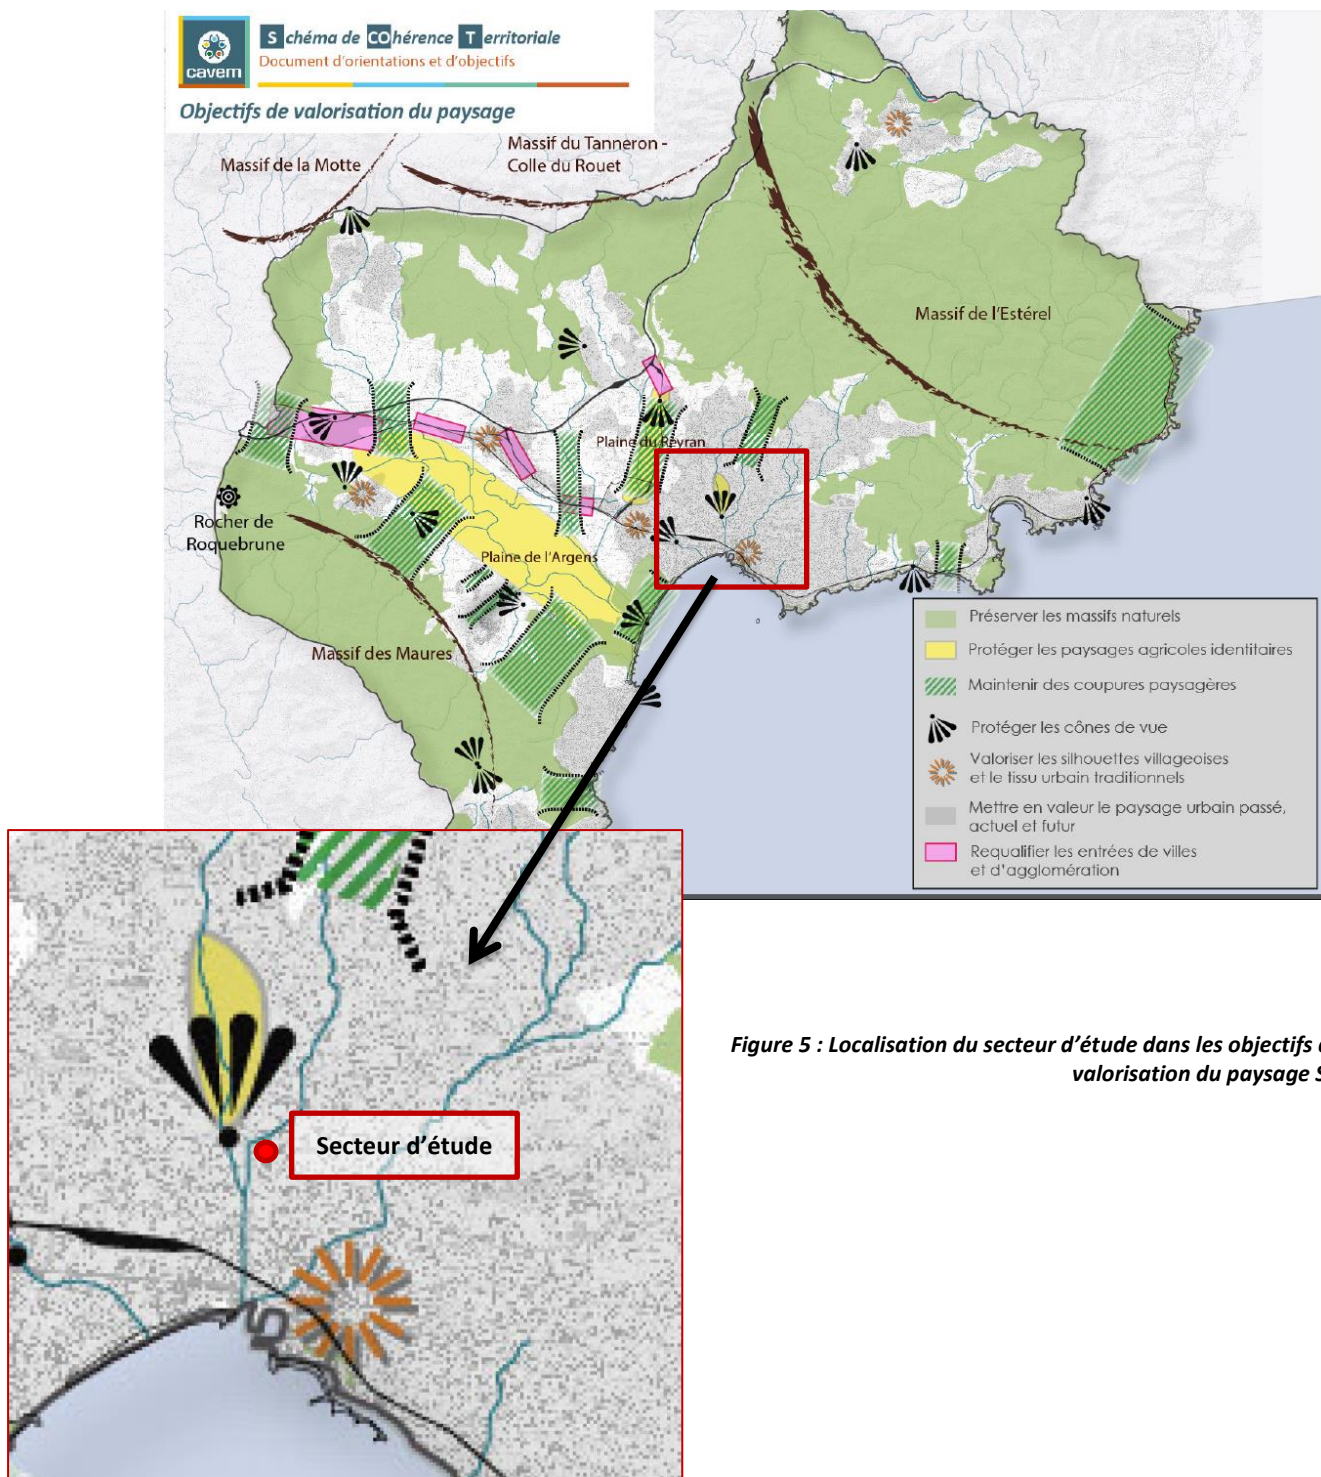 cavem
S chéma de COhérence T erritoriale
Document d'orientations et d'objectifs
Objectifs de valorisation du paysage
Massif de la Motte
Massif du Tanneron -
Colle du Rouet
Massif de l'Estérel
Plaine du Reyran
Rocher de
Roquebrune
Plaine de l'Argens
Massif des Maures
Préserver les massifs naturels
Protéger les paysages agricoles identitaires
Maintenir des coupures paysagères
Protéger les cônes de vue
Valoriser les silhouettes villageoises
et le tissu urbain traditionnels
Mettre en valeur le paysage urbain passé,
actuel et futur
Requalifier les entrées de villes
et d'agglomération
Secteur d'étude
Figure 5 : Localisation du secteur d'étude dans les objectifs
valorisation du paysage